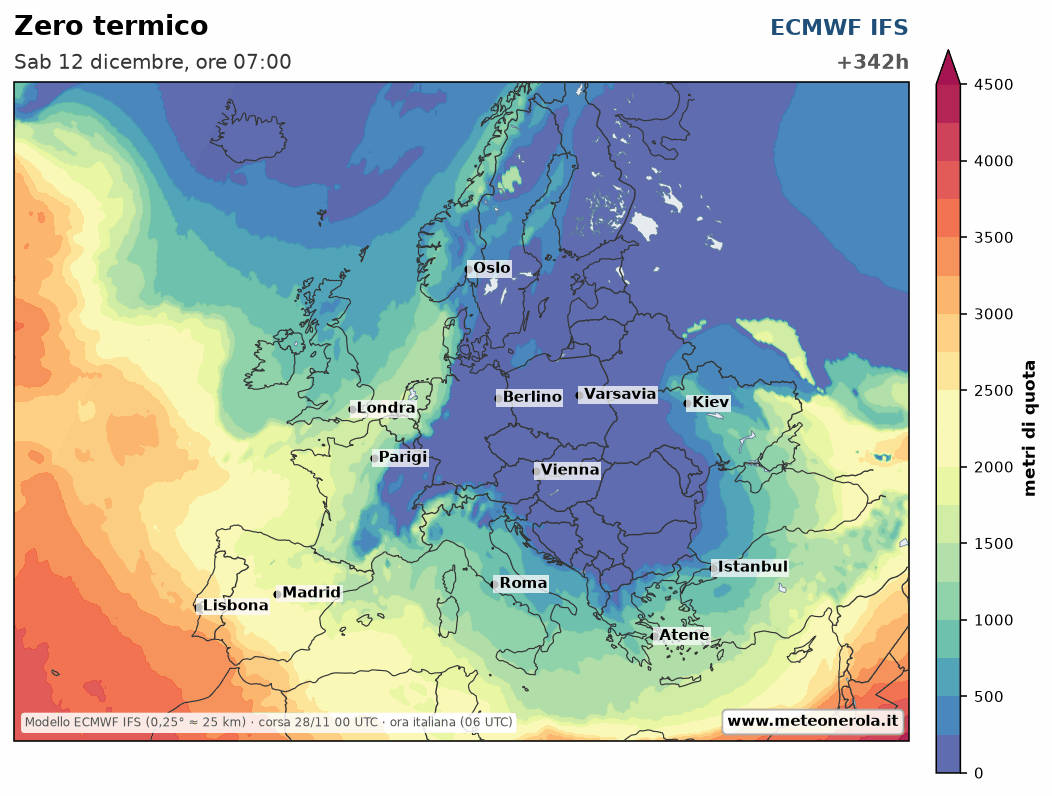 Zero termico
ECMWF IFS
Sab 12 dicembre, ore 07:00
+342h
4500
4000
3500
3000
2500
2000
1500
1000
500
0
metri di quota
Oslo
Berlino
Varsavia
Kiev
Londra
Parigi
Vienna
Istanbul
Roma
Madrid
Lisbona
Atene
Modello ECMWF IFS (0,25° ≈ 25 km) · corsa 28/11 00 UTC · ora italiana (06 UTC)
www.meteonerola.it